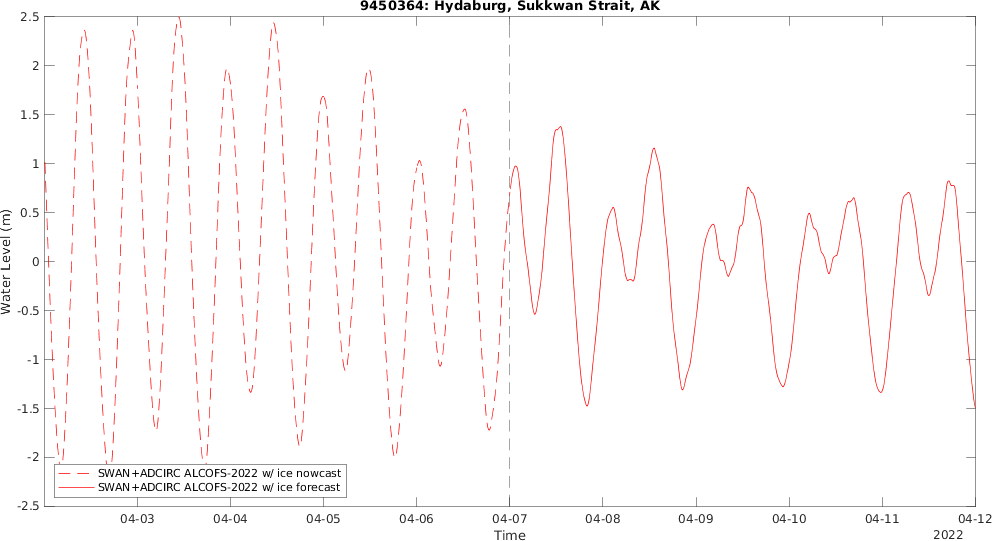 9450364: Hydaburg, Sukkwan Strait, AK
2.5
2
1.5
1
0.5
0
-0.5
-1
-1.5
-2
-2.5
Water Level (m)
SWAN+ADCIRC ALCOFS-2022 w/ ice nowcast
SWAN+ADCIRC ALCOFS-2022 w/ ice forecast
04-03 04-04 04-05 04-06 04-07 04-08 04-09 04-10 04-11 04-12
Time
2022